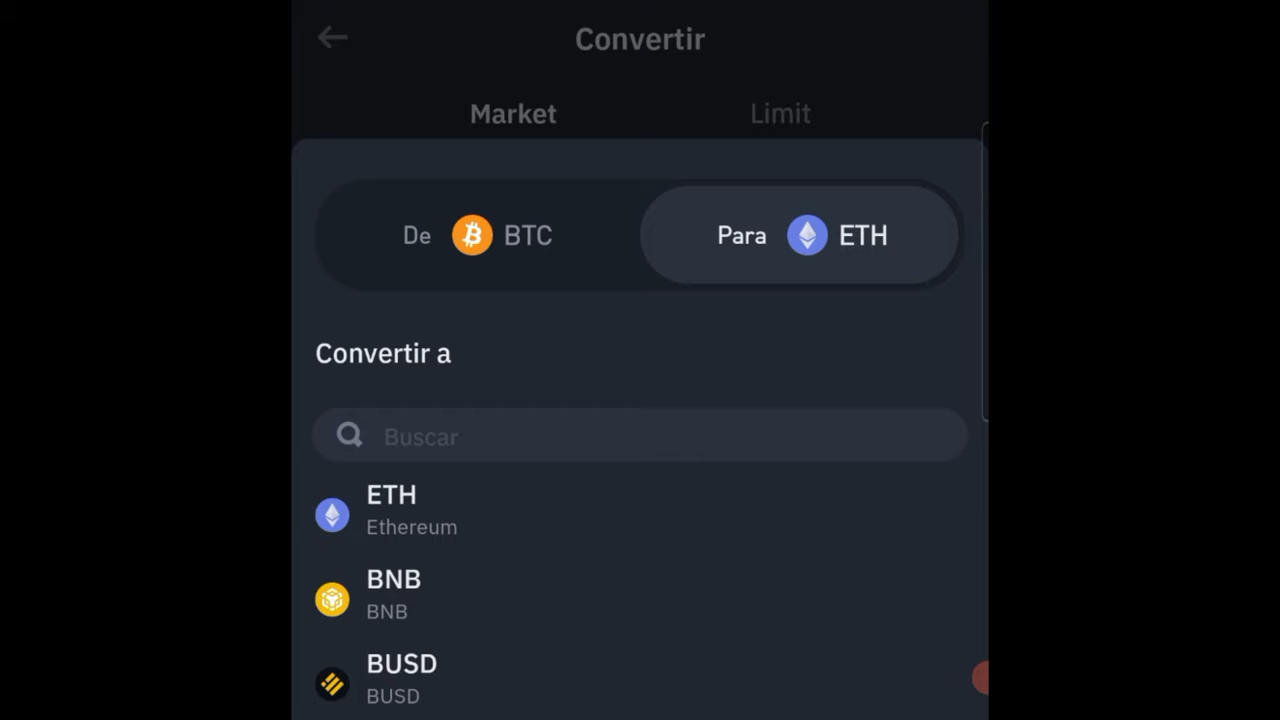 Convertir
Market Limit
De BTC Para ETH
Convertir a
Buscar
ETH
Ethereum
BNB
BNB
BUSD
BUSD